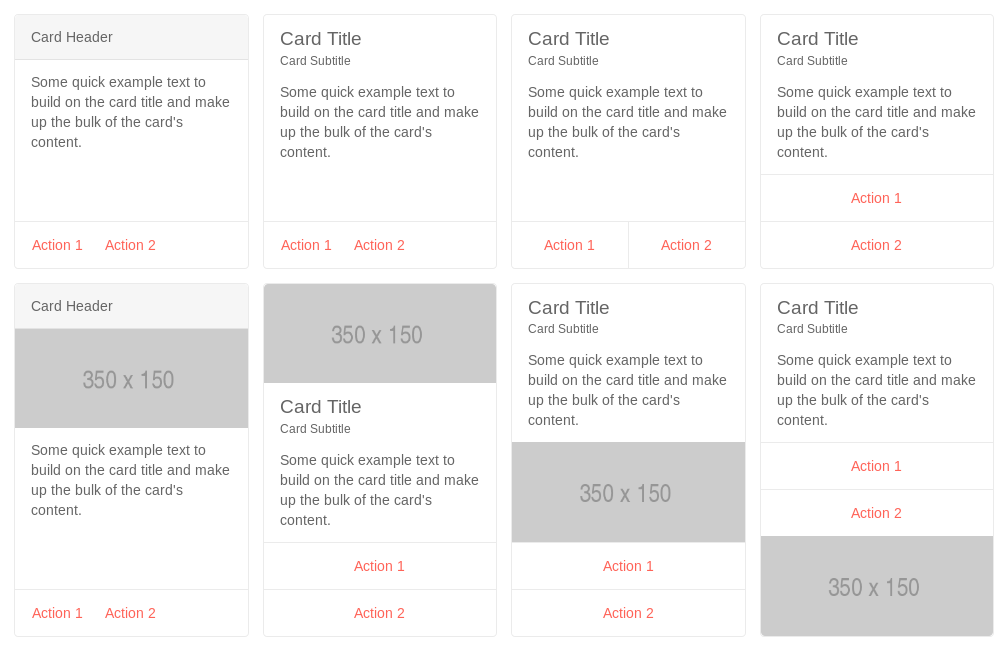 Card Header
Some quick example text to
build on the card title and make
up the bulk of the card's
content.
Action 1 Action 2
Card Title
Card Subtitle
Some quick example text to
build on the card title and make
up the bulk of the card's
content.
Action 1 Action 2
Card Title
Card Subtitle
Some quick example text to
build on the card title and make
up the bulk of the card's
content.
Action 1 Action 2
Card Title
Card Subtitle
Some quick example text to
build on the card title and make
up the bulk of the card's
content.
Action 1
Action 2
Card Header
350 x 150
Some quick example text to
build on the card title and make
up the bulk of the card's
content.
Action 1 Action 2
350 x 150
Card Title
Card Subtitle
Some quick example text to
build on the card title and make
up the bulk of the card's
content.
Action 1
Action 2
Card Title
Card Subtitle
Some quick example text to
build on the card title and make
up the bulk of the card's
content.
350 x 150
Action 1
Action 2
Card Title
Card Subtitle
Some quick example text to
build on the card title and make
up the bulk of the card's
content.
Action 1
Action 2
350 x 150